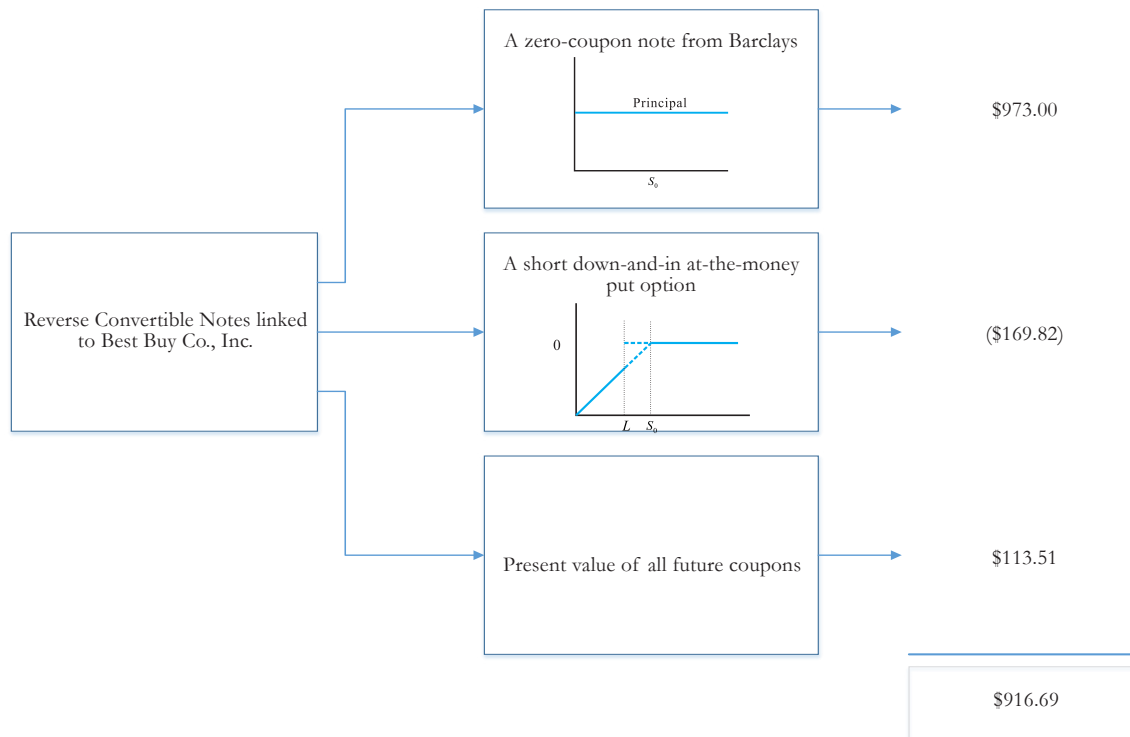 A zero-coupon note from Barclays
Principal
S₀
$973.00
Reverse Convertible Notes linked
to Best Buy Co., Inc.
A short down-and-in at-the-money
put option
0
L S₀
($169.82)
Present value of all future coupons
$113.51
$916.69